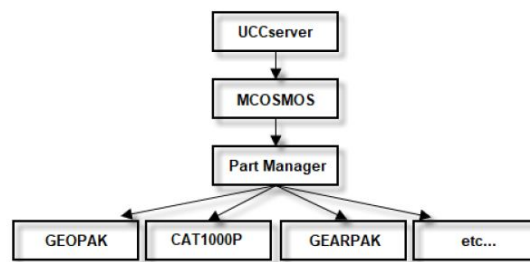 UCCserver
MCOSMOS
Part Manager
GEOPAK
CAT1000P
GEARPAK
etc...